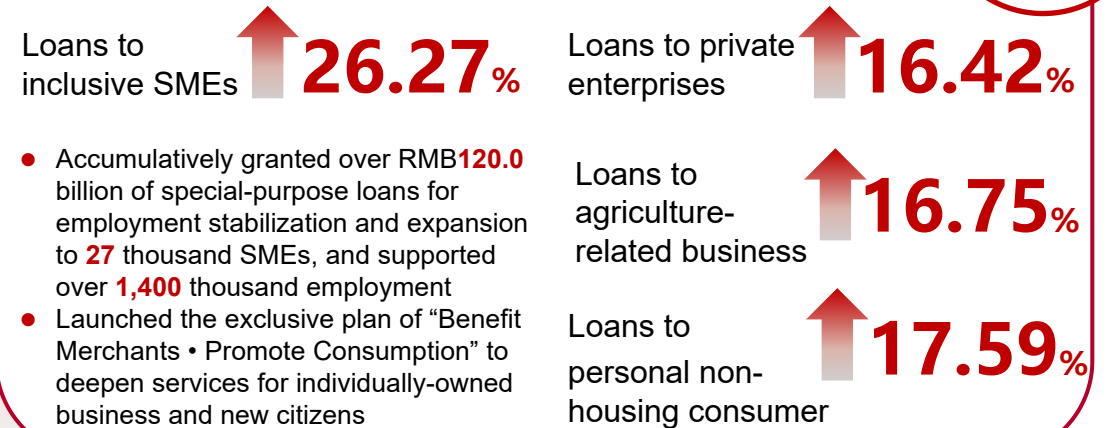 Loans to
inclusive SMEs
26.27%
● Accumulatively granted over RMB120.0
billion of special-purpose loans for
employment stabilization and expansion
to 27 thousand SMEs, and supported
over 1,400 thousand employment
● Launched the exclusive plan of “Benefit
Merchants • Promote Consumption” to
deepen services for individually-owned
business and new citizens
Loans to private
enterprises
16.42%
Loans to
agriculture-
related business
16.75%
Loans to
personal non-
housing consumer
17.59%